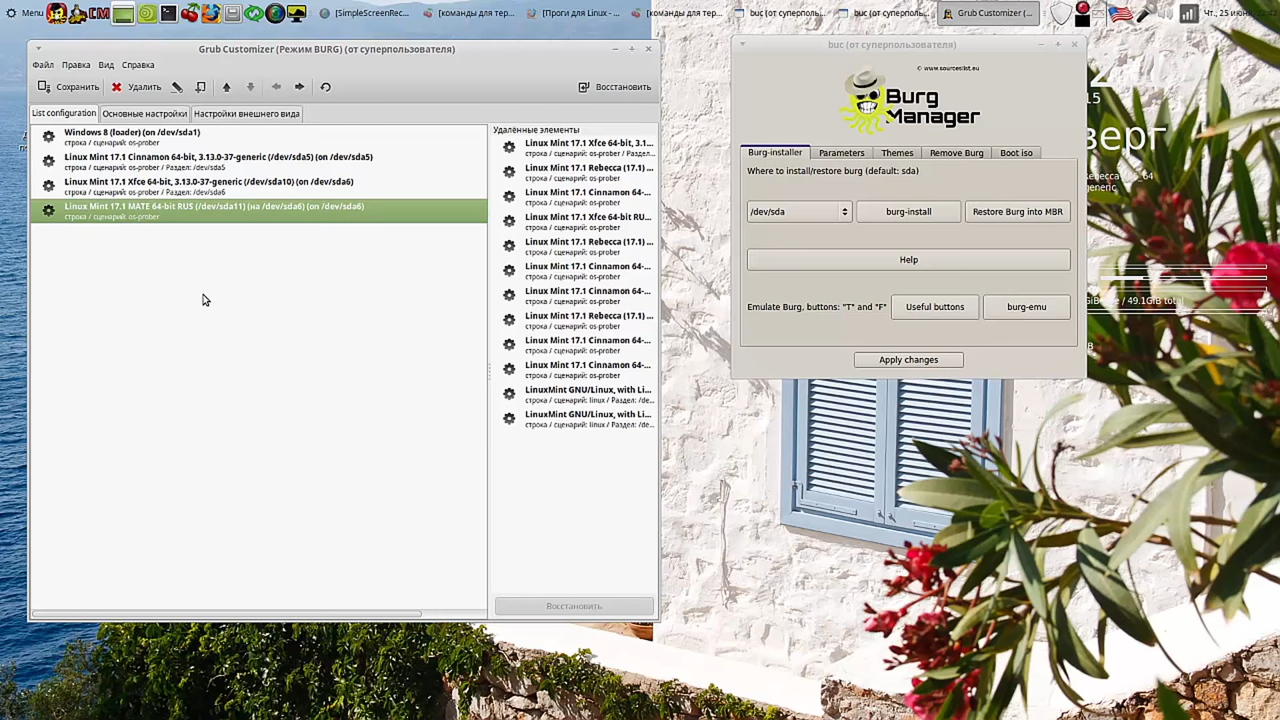 Menu
CM
[SimpleScreenRec...
[команды для тер...
[Проги для Linux - ...
[команды для тер...
buc (от суперполь...
buc (от суперполь...
Grub Customizer (...
Чт, 25 июня,
Grub Customizer (Режим BURG) (от суперпользователя)
Файл Правка Вид Справка
Сохранить Удалить Восстановить
List configuration Основные настройки Настройки внешнего вида
Windows 8 (loader) (on /dev/sda1)
строка / сценарий: os-prober
Linux Mint 17.1 Cinnamon 64-bit, 3.13.0-37-generic (/dev/sda5) (on /dev/sda5)
строка / сценарий: os-prober / Раздел: /dev/sda5
Linux Mint 17.1 Xfce 64-bit, 3.13.0-37-generic (/dev/sda10) (on /dev/sda6)
строка / сценарий: os-prober / Раздел: /dev/sda6
Linux Mint 17.1 MATE 64-bit RUS (/dev/sda11) (на /dev/sda6) (on /dev/sda6)
строка / сценарий: os-prober
Удалённые элементы
Linux Mint 17.1 Xfce 64-bit, 3.1...
строка / сценарий: os-prober / Раздел...
Linux Mint 17.1 Rebecca (17.1) ...
строка / сценарий: os-prober
Linux Mint 17.1 Cinnamon 64-...
строка / сценарий: os-prober
Linux Mint 17.1 Xfce 64-bit RU...
строка / сценарий: os-prober
Linux Mint 17.1 Rebecca (17.1) ...
строка / сценарий: os-prober
Linux Mint 17.1 Cinnamon 64-...
строка / сценарий: os-prober
Linux Mint 17.1 Cinnamon 64-...
строка / сценарий: os-prober
Linux Mint 17.1 Rebecca (17.1) ...
строка / сценарий: os-prober
Linux Mint 17.1 Cinnamon 64-...
строка / сценарий: os-prober
Linux Mint 17.1 Cinnamon 64-...
строка / сценарий: os-prober
LinuxMint GNU/Linux, with Li...
строка / сценарий: linux / Раздел: /de...
LinuxMint GNU/Linux, with Li...
строка / сценарий: linux / Раздел: /de...
Восстановить
buc (от суперпользователя)
© www.sourceslist.eu
Burg
Manager
Burg-installer Parameters Themes Remove Burg Boot iso
Where to install/restore burg (default: sda)
/dev/sda burg-install Restore Burg into MBR
Help
Emulate Burg, buttons: "T" and "F" Useful buttons burg-emu
Apply changes
15
верг
generic
/ 49.1GiB total